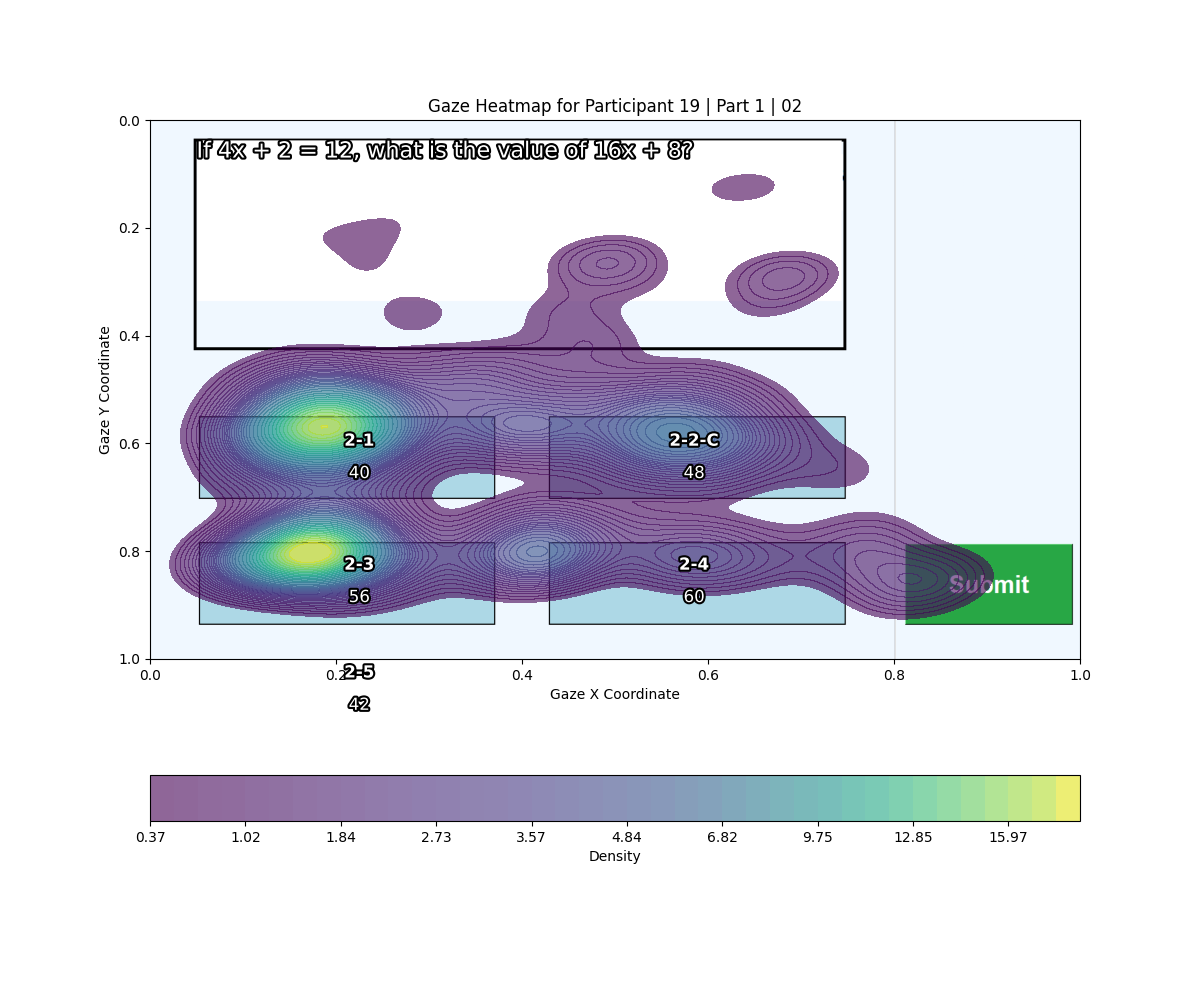 Gaze Heatmap for Participant 19 | Part 1 | 02
If 4x + 2 = 12, what is the value of 16x + 8?
0.0
0.2
0.4
0.6
0.8
1.0
Gaze Y Coordinate
2-1
40
2-2-C
48
2-3
56
2-4
60
Submit
2-5
42
0.0 0.2 0.4 0.6 0.8 1.0
Gaze X Coordinate
0.37 1.02 1.84 2.73 3.57 4.84 6.82 9.75 12.85 15.97
Density